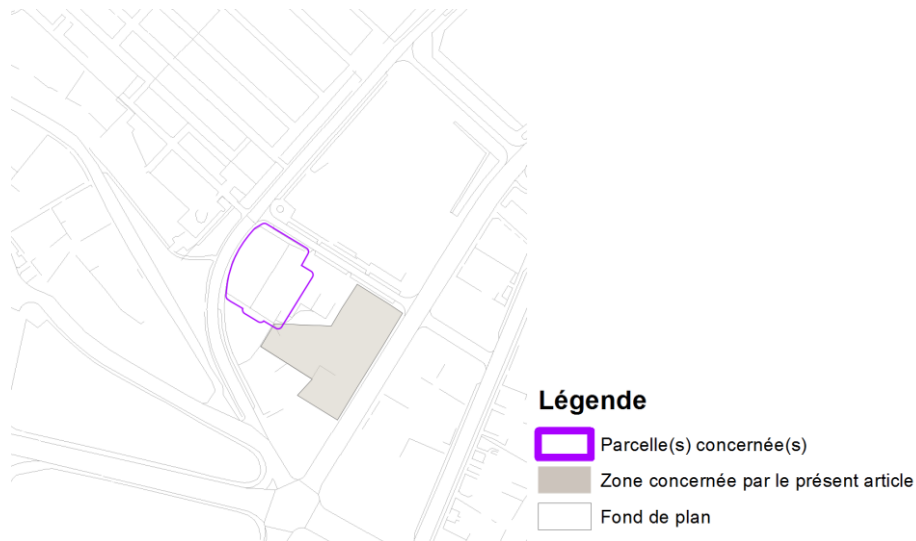 Légende
Parcelle(s) concernée(s)
Zone concernée par le présent article
Fond de plan